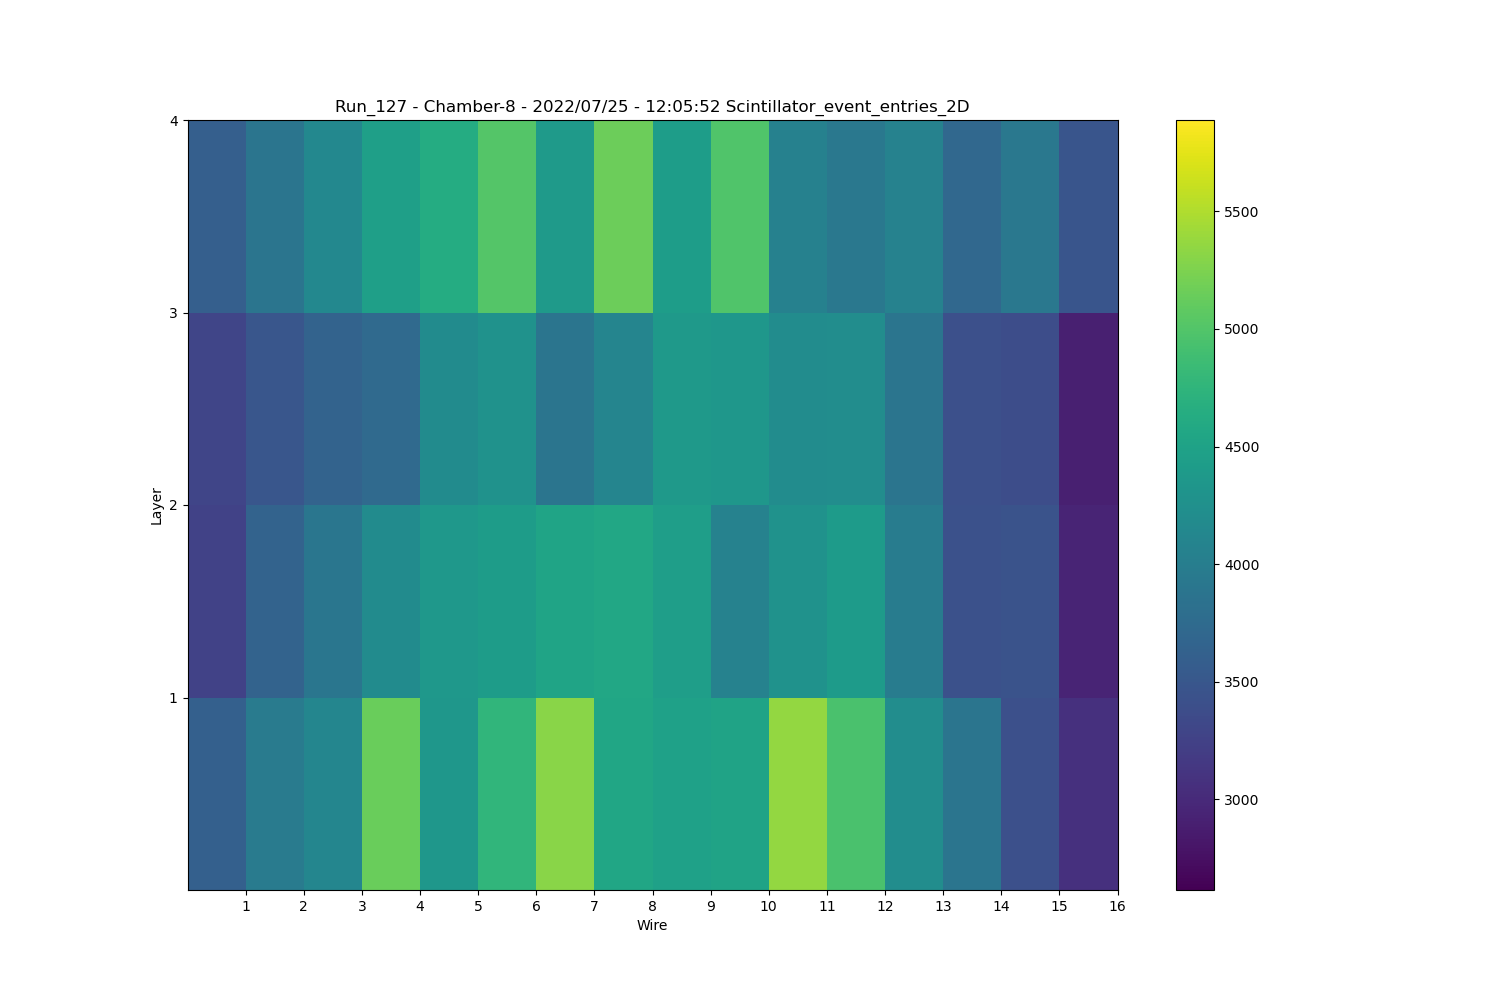 Run_127 - Chamber-8 - 2022/07/25 - 12:05:52 Scintillator_event_entries_2D
4
3
2
1
Layer
1 2 3 4 5 6 7 8 9 10 11 12 13 14 15 16
Wire
5500
5000
4500
4000
3500
3000